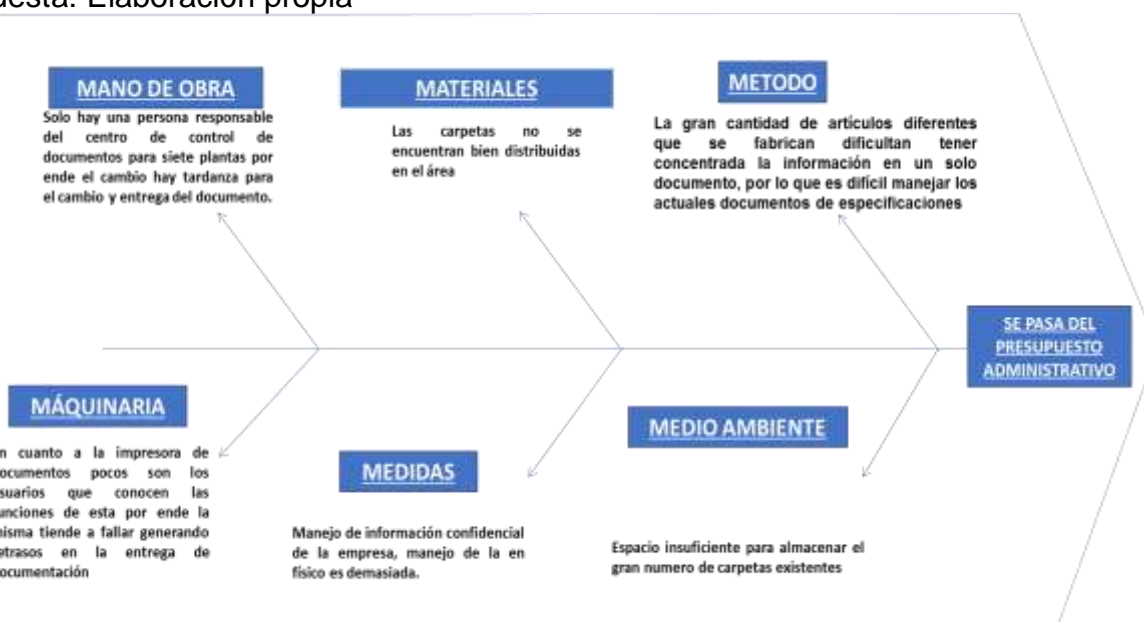 Elaboración propia
MANO DE OBRA
Solo hay una persona responsable
del centro de control de
documentos para siete plantas por
ende el cambio hay tardanza para
el cambio y entrega del documento.
MATERIALES
Las carpetas no se
encuentran bien distribuidas
en el área
METODO
La gran cantidad de artículos diferentes
que se fabrican dificultan tener
concentrada la información en un solo
documento, por lo que es difícil manejar los
actuales documentos de especificaciones
SE PASA DEL
PRESUPUESTO
ADMINISTRATIVO
MÁQUINARIA
n cuanto a la impresora de
ocumentos pocos son los
suarios que conocen las
unciones de esta por ende la
misma tiende a fallar generando
etrasos en la entrega de
ocumentación
MEDIDAS
Manejo de información confidencial
de la empresa, manejo de la en
físico es demasiada.
MEDIO AMBIENTE
Espacio insuficiente para almacenar el
gran numero de carpetas existentes